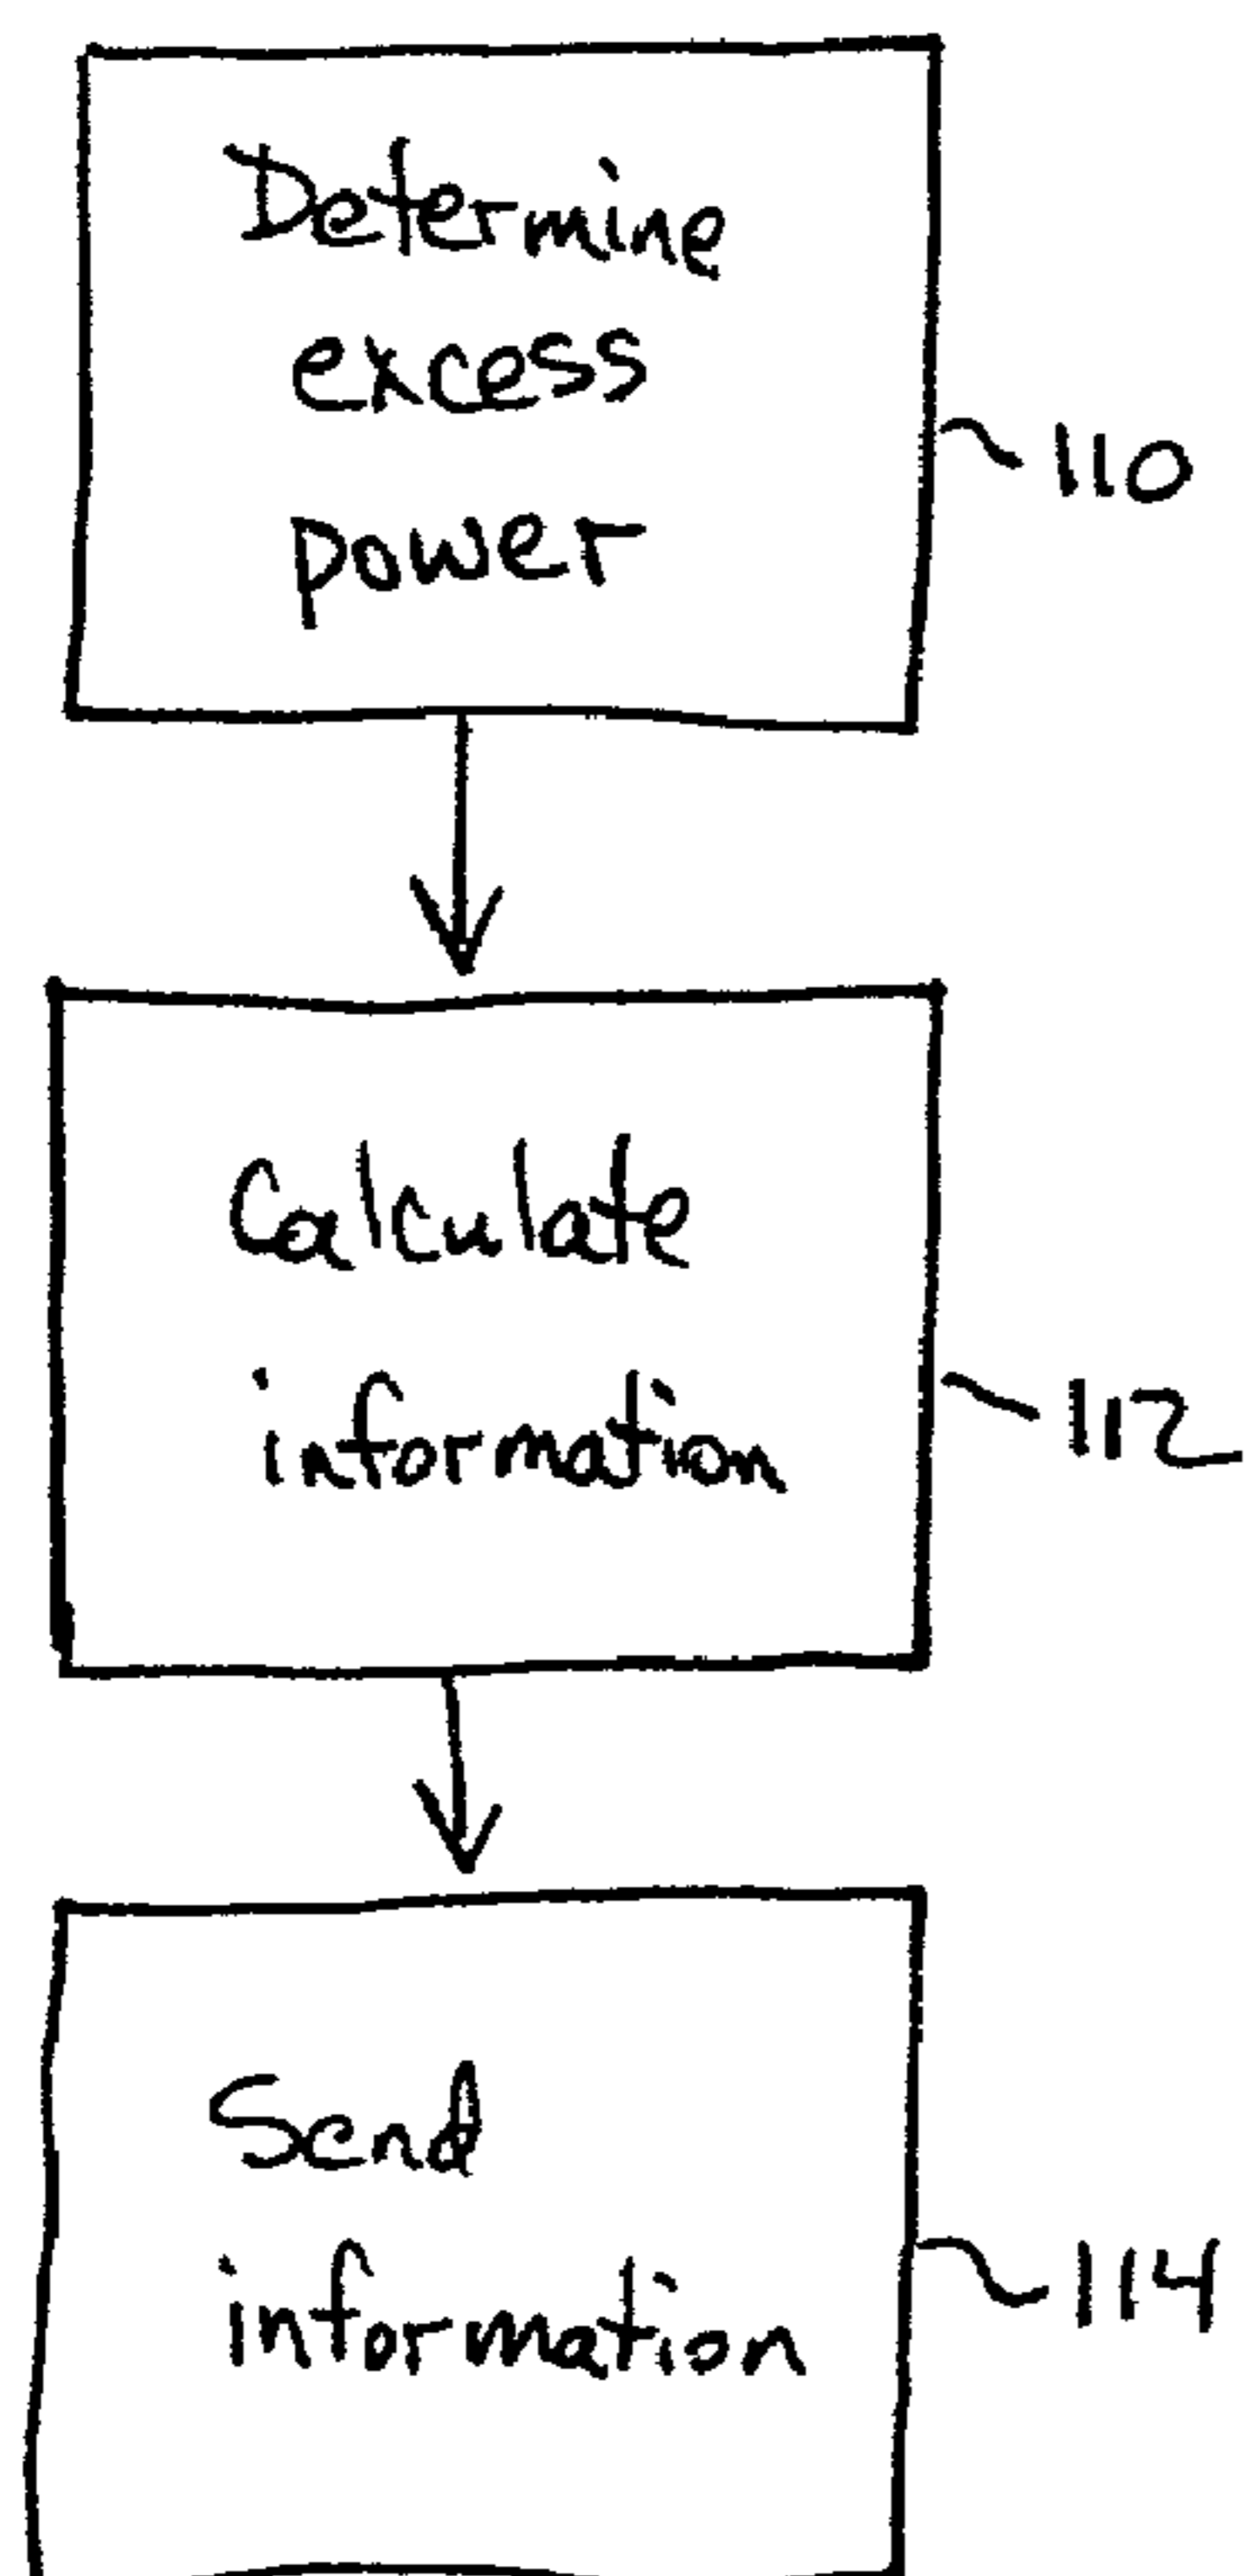 Determine
excess
power
110
Calculate
information
112
Send
information
114